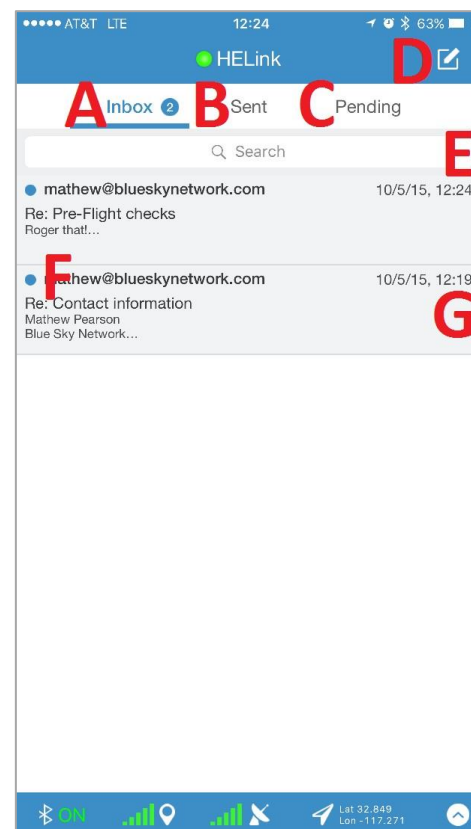 AT&T LTE 12:24 63%
HELink
D
A Inbox 2 B Sent C Pending
Search E
mathew@blueskynetwork.com 10/5/15, 12:24
Re: Pre-Flight checks
Roger that!...
F
mathew@blueskynetwork.com 10/5/15, 12:19
Re: Contact information
Mathew Pearson
Blue Sky Network...
G
ON Lat 32.849
Lon -117.271